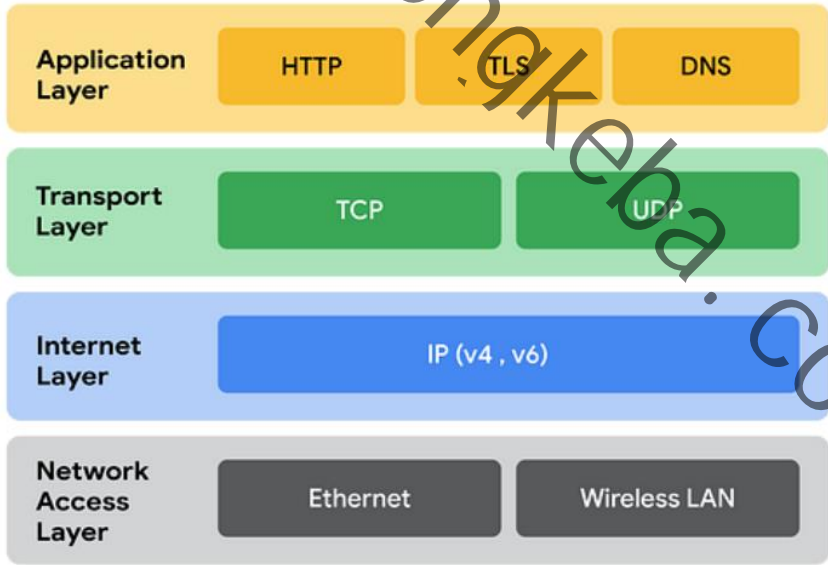 Application
Layer
HTTP
TLS
DNS
Transport
Layer
TCP
UDP
Internet
Layer
IP (v4 , v6)
Network
Access
Layer
Ethernet
Wireless LAN